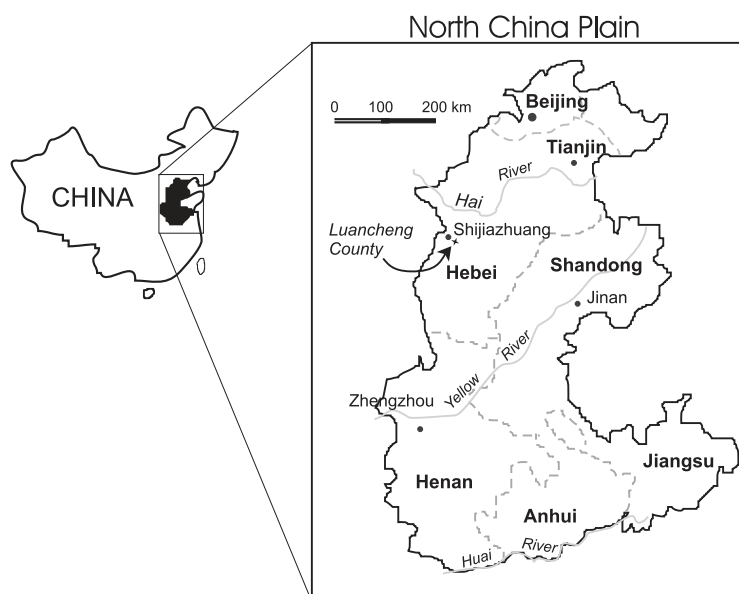 North China Plain
0 100 200 km
Beijing
Tianjin
River
Hai
CHINA
Luancheng
County
Shijiazhuang
Hebei
Shandong
Jinan
River
Yellow
Zhengzhou
Henan
Jiangsu
Anhui
Huai River